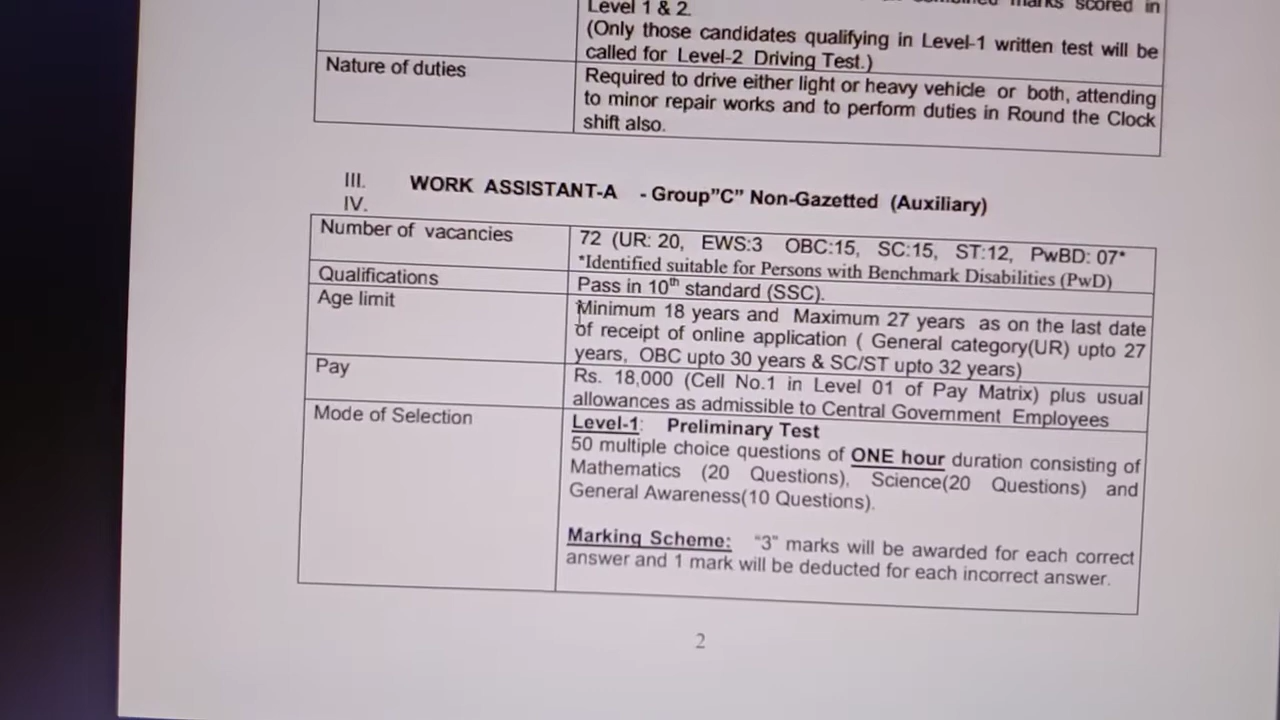 marks scored in
Level 1 & 2.
(Only those candidates qualifying in Level-1 written test will be
called for Level-2 Driving Test.)
Nature of duties
Required to drive either light or heavy vehicle or both, attending
to minor repair works and to perform duties in Round the Clock
shift also.
III. WORK ASSISTANT-A - Group"C" Non-Gazetted (Auxiliary)
IV.
Number of vacancies
72 (UR: 20, EWS:3 OBC:15, SC:15, ST:12, PwBD: 07*
*Identified suitable for Persons with Benchmark Disabilities (PwD)
Qualifications
Pass in 10th standard (SSC).
Age limit
Minimum 18 years and Maximum 27 years as on the last date
of receipt of online application ( General category(UR) upto 27
years, OBC upto 30 years & SC/ST upto 32 years)
Pay
Rs. 18,000 (Cell No.1 in Level 01 of Pay Matrix) plus usual
allowances as admissible to Central Government Employees
Mode of Selection
Level-1: Preliminary Test
50 multiple choice questions of ONE hour duration consisting of
Mathematics (20 Questions), Science(20 Questions) and
General Awareness(10 Questions).
Marking Scheme: "3" marks will be awarded for each correct
answer and 1 mark will be deducted for each incorrect answer.
2